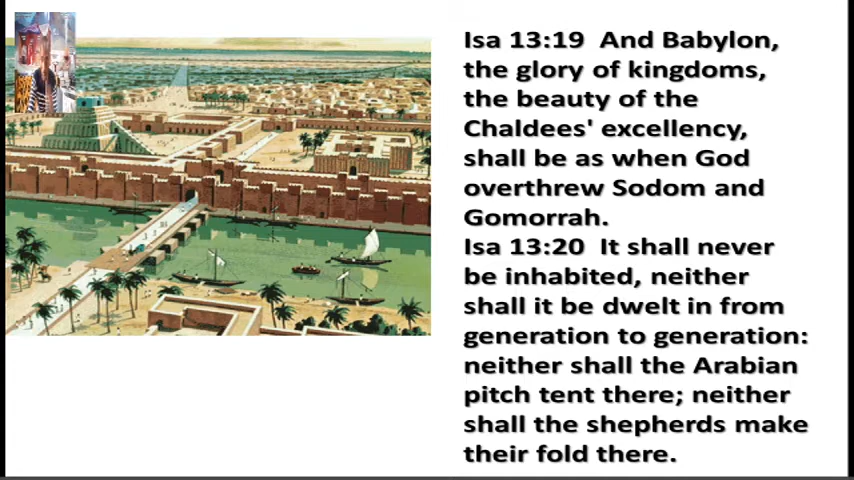 Isa 13:19  And Babylon,
the glory of kingdoms,
the beauty of the
Chaldees' excellency,
shall be as when God
overthrew Sodom and
Gomorrah.
Isa 13:20  It shall never
be inhabited, neither
shall it be dwelt in from
generation to generation:
neither shall the Arabian
pitch tent there; neither
shall the shepherds make
their fold there.